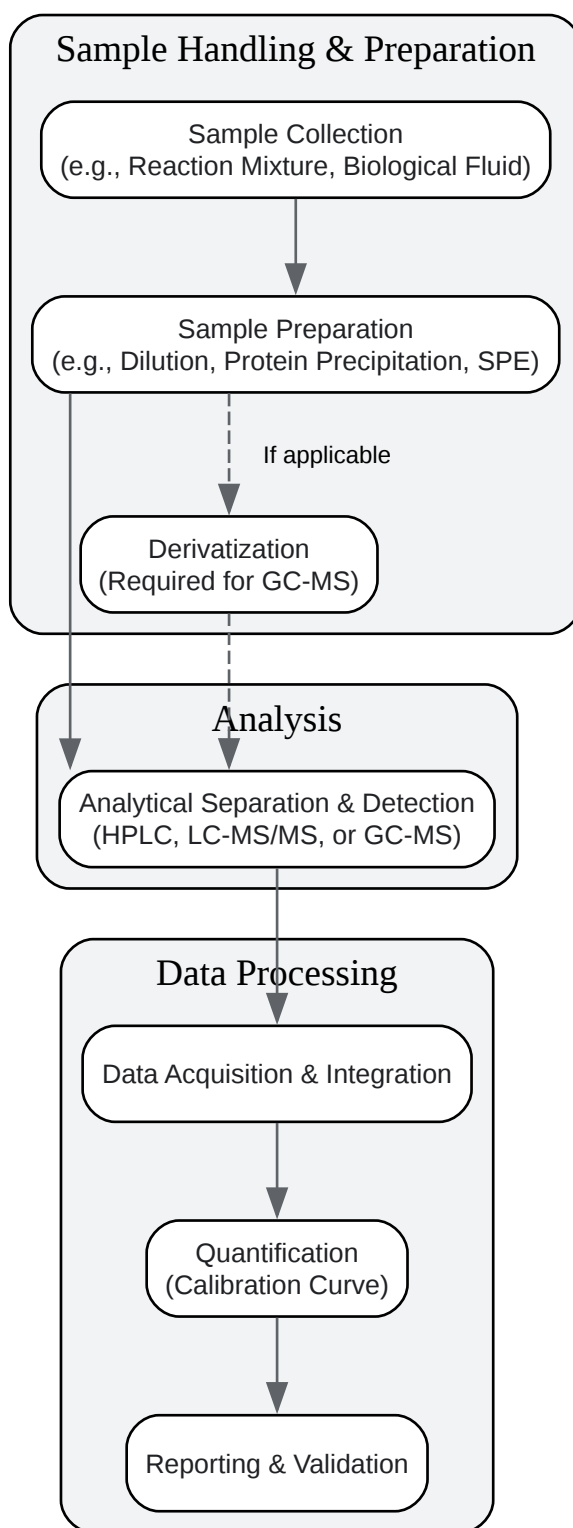 Sample Handling & Preparation
Sample Collection
(e.g., Reaction Mixture, Biological Fluid)
Sample Preparation
(e.g., Dilution, Protein Precipitation, SPE)
If applicable
Derivatization
(Required for GC-MS)
Analysis
Analytical Separation & Detection
(HPLC, LC-MS/MS, or GC-MS)
Data Processing
Data Acquisition & Integration
Quantification
(Calibration Curve)
Reporting & Validation